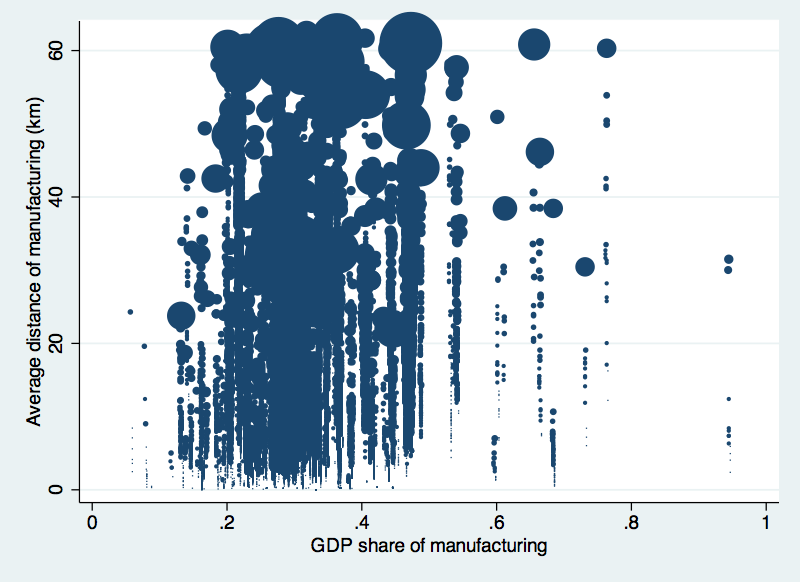 Average distance of manufacturing (km)
60
40
20
0
0 .2 .4 .6 .8 1
GDP share of manufacturing